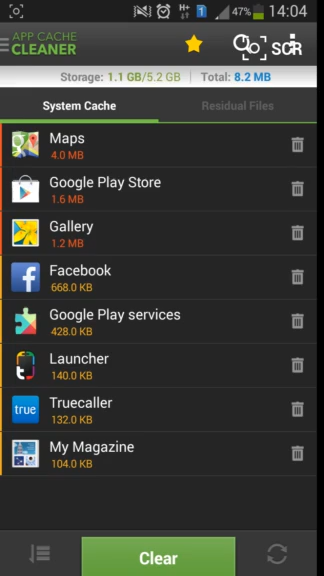 H+ 1 47% 14:04
APP CACHE
CLEANER
SCR
Storage: 1.1 GB/5.2 GB Total: 8.2 MB
System Cache Residual Files
Maps
4.0 MB
Google Play Store
1.6 MB
Gallery
1.2 MB
Facebook
668.0 KB
Google Play services
428.0 KB
Launcher
140.0 KB
true
Truecaller
132.0 KB
My Magazine
104.0 KB
Clear